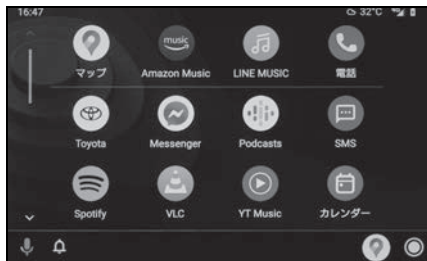 16:47 32°C
マップ Amazon Music LINE MUSIC 電話
Toyota Messenger Podcasts SMS
Spotify VLC YT Music カレンダー
music